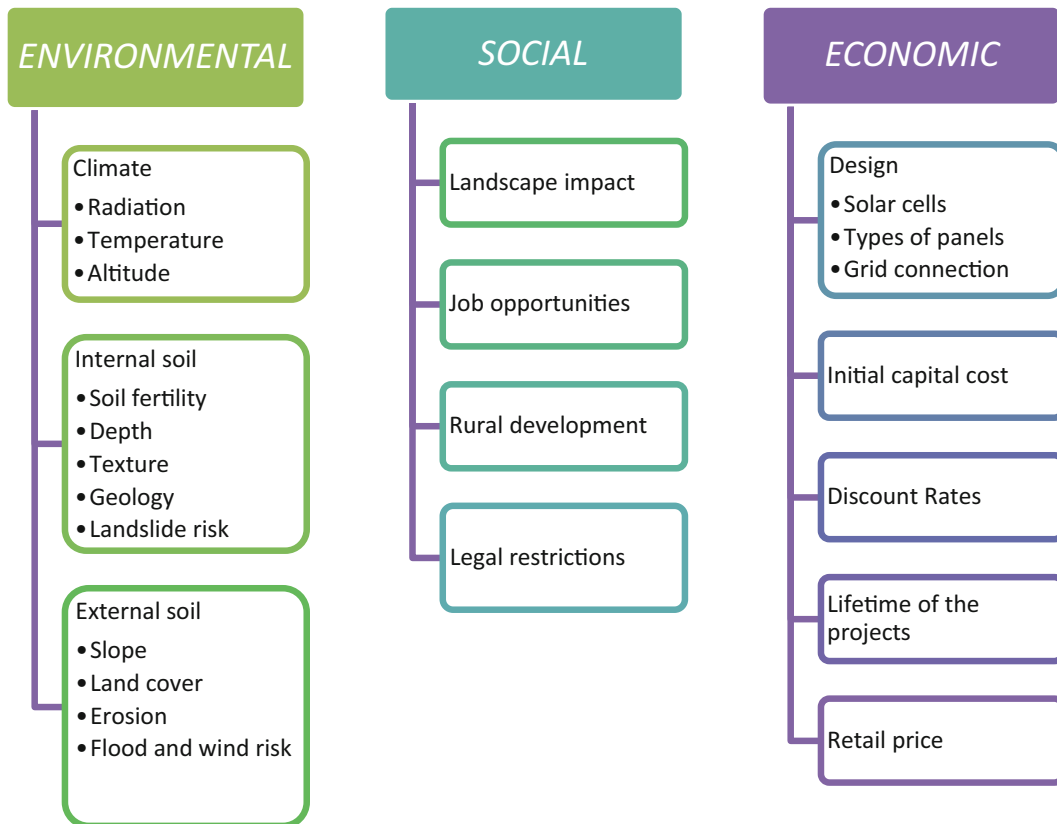 ENVIRONMENTAL
Climate
• Radiation
• Temperature
• Altitude
Internal soil
• Soil fertility
• Depth
• Texture
• Geology
• Landslide risk
External soil
• Slope
• Land cover
• Erosion
• Flood and wind risk
SOCIAL
Landscape impact
Job opportunities
Rural development
Legal restrictions
ECONOMIC
Design
• Solar cells
• Types of panels
• Grid connection
Initial capital cost
Discount Rates
Lifetime of the
projects
Retail price